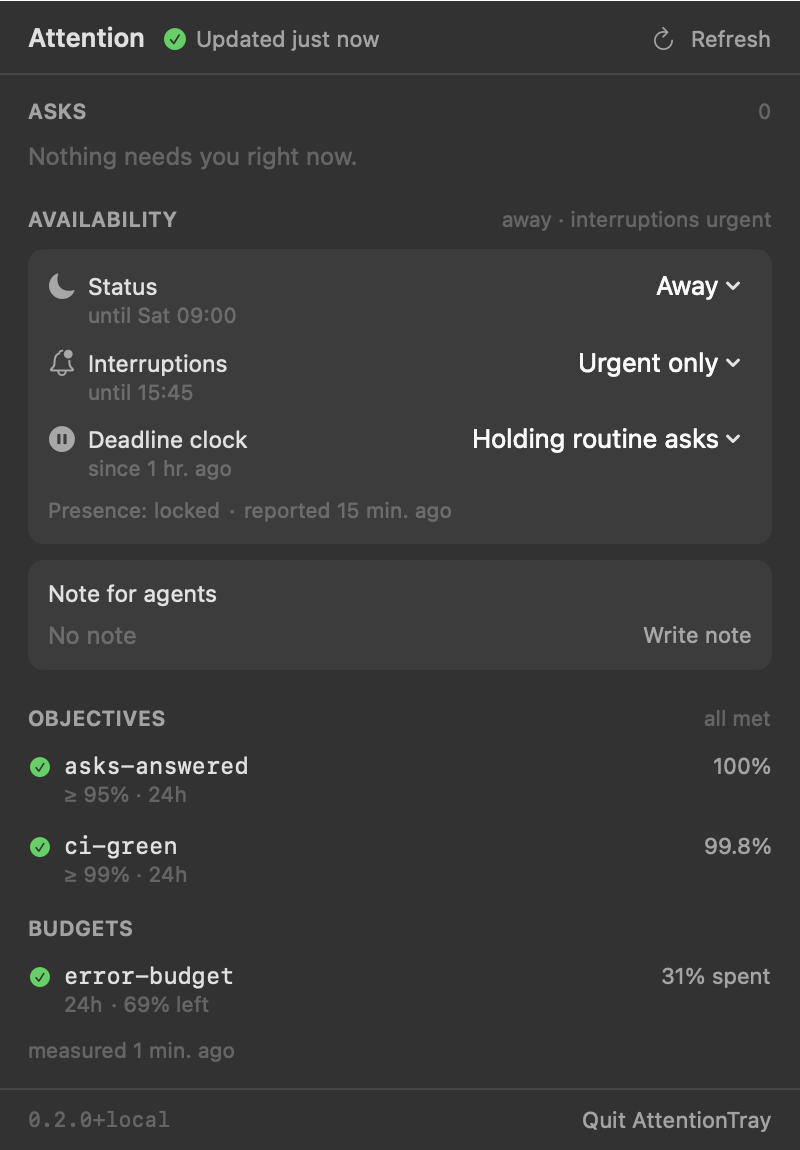 Attention Updated just now Refresh
ASKS 0
Nothing needs you right now.
AVAILABILITY away · interruptions urgent
Status Away
until Sat 09:00
Interruptions Urgent only
until 15:45
Deadline clock Holding routine asks
since 1 hr. ago
Presence: locked · reported 15 min. ago
Note for agents
No note Write note
OBJECTIVES all met
asks-answered 100%
≥ 95% · 24h
ci-green 99.8%
≥ 99% · 24h
BUDGETS
error-budget 31% spent
24h · 69% left
measured 1 min. ago
0.2.0+local Quit AttentionTray